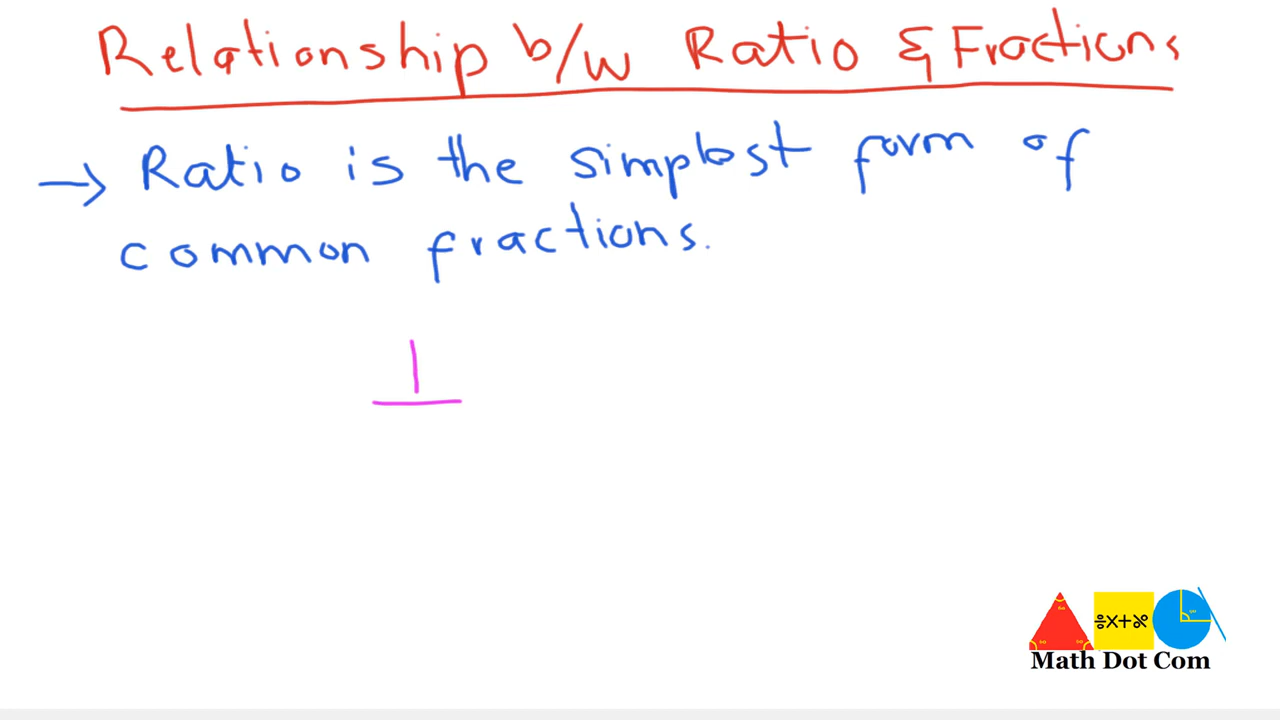 Relationship b/w Ratio & Fractions
→ Ratio is the simplest form of
common fractions.
1
÷×+%
Math Dot Com